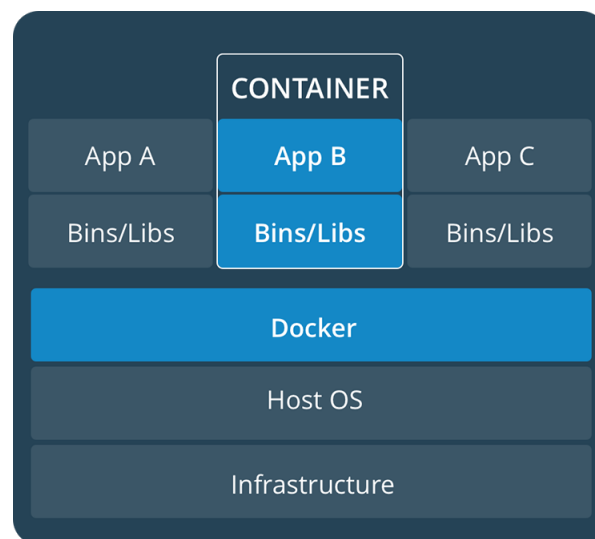 CONTAINER
App A
App B
App C
Bins/Libs
Bins/Libs
Bins/Libs
Docker
Host OS
Infrastructure